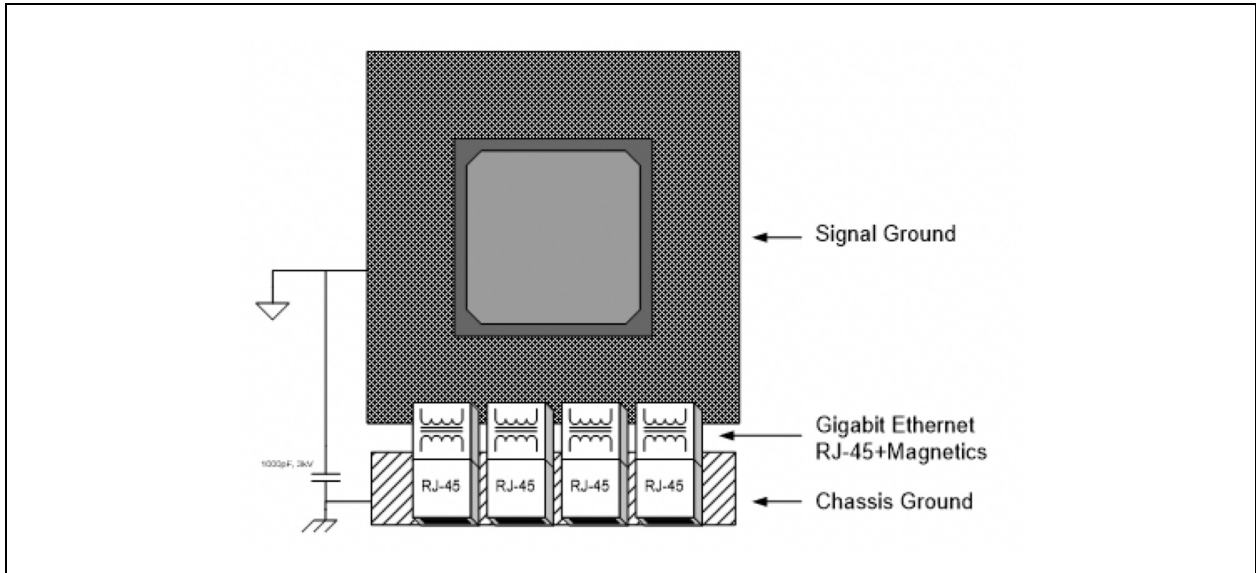 Signal Ground
Gigabit Ethernet
RJ-45+Magnetics
1000pF, 3kV
RJ-45
RJ-45
RJ-45
RJ-45
Chassis Ground